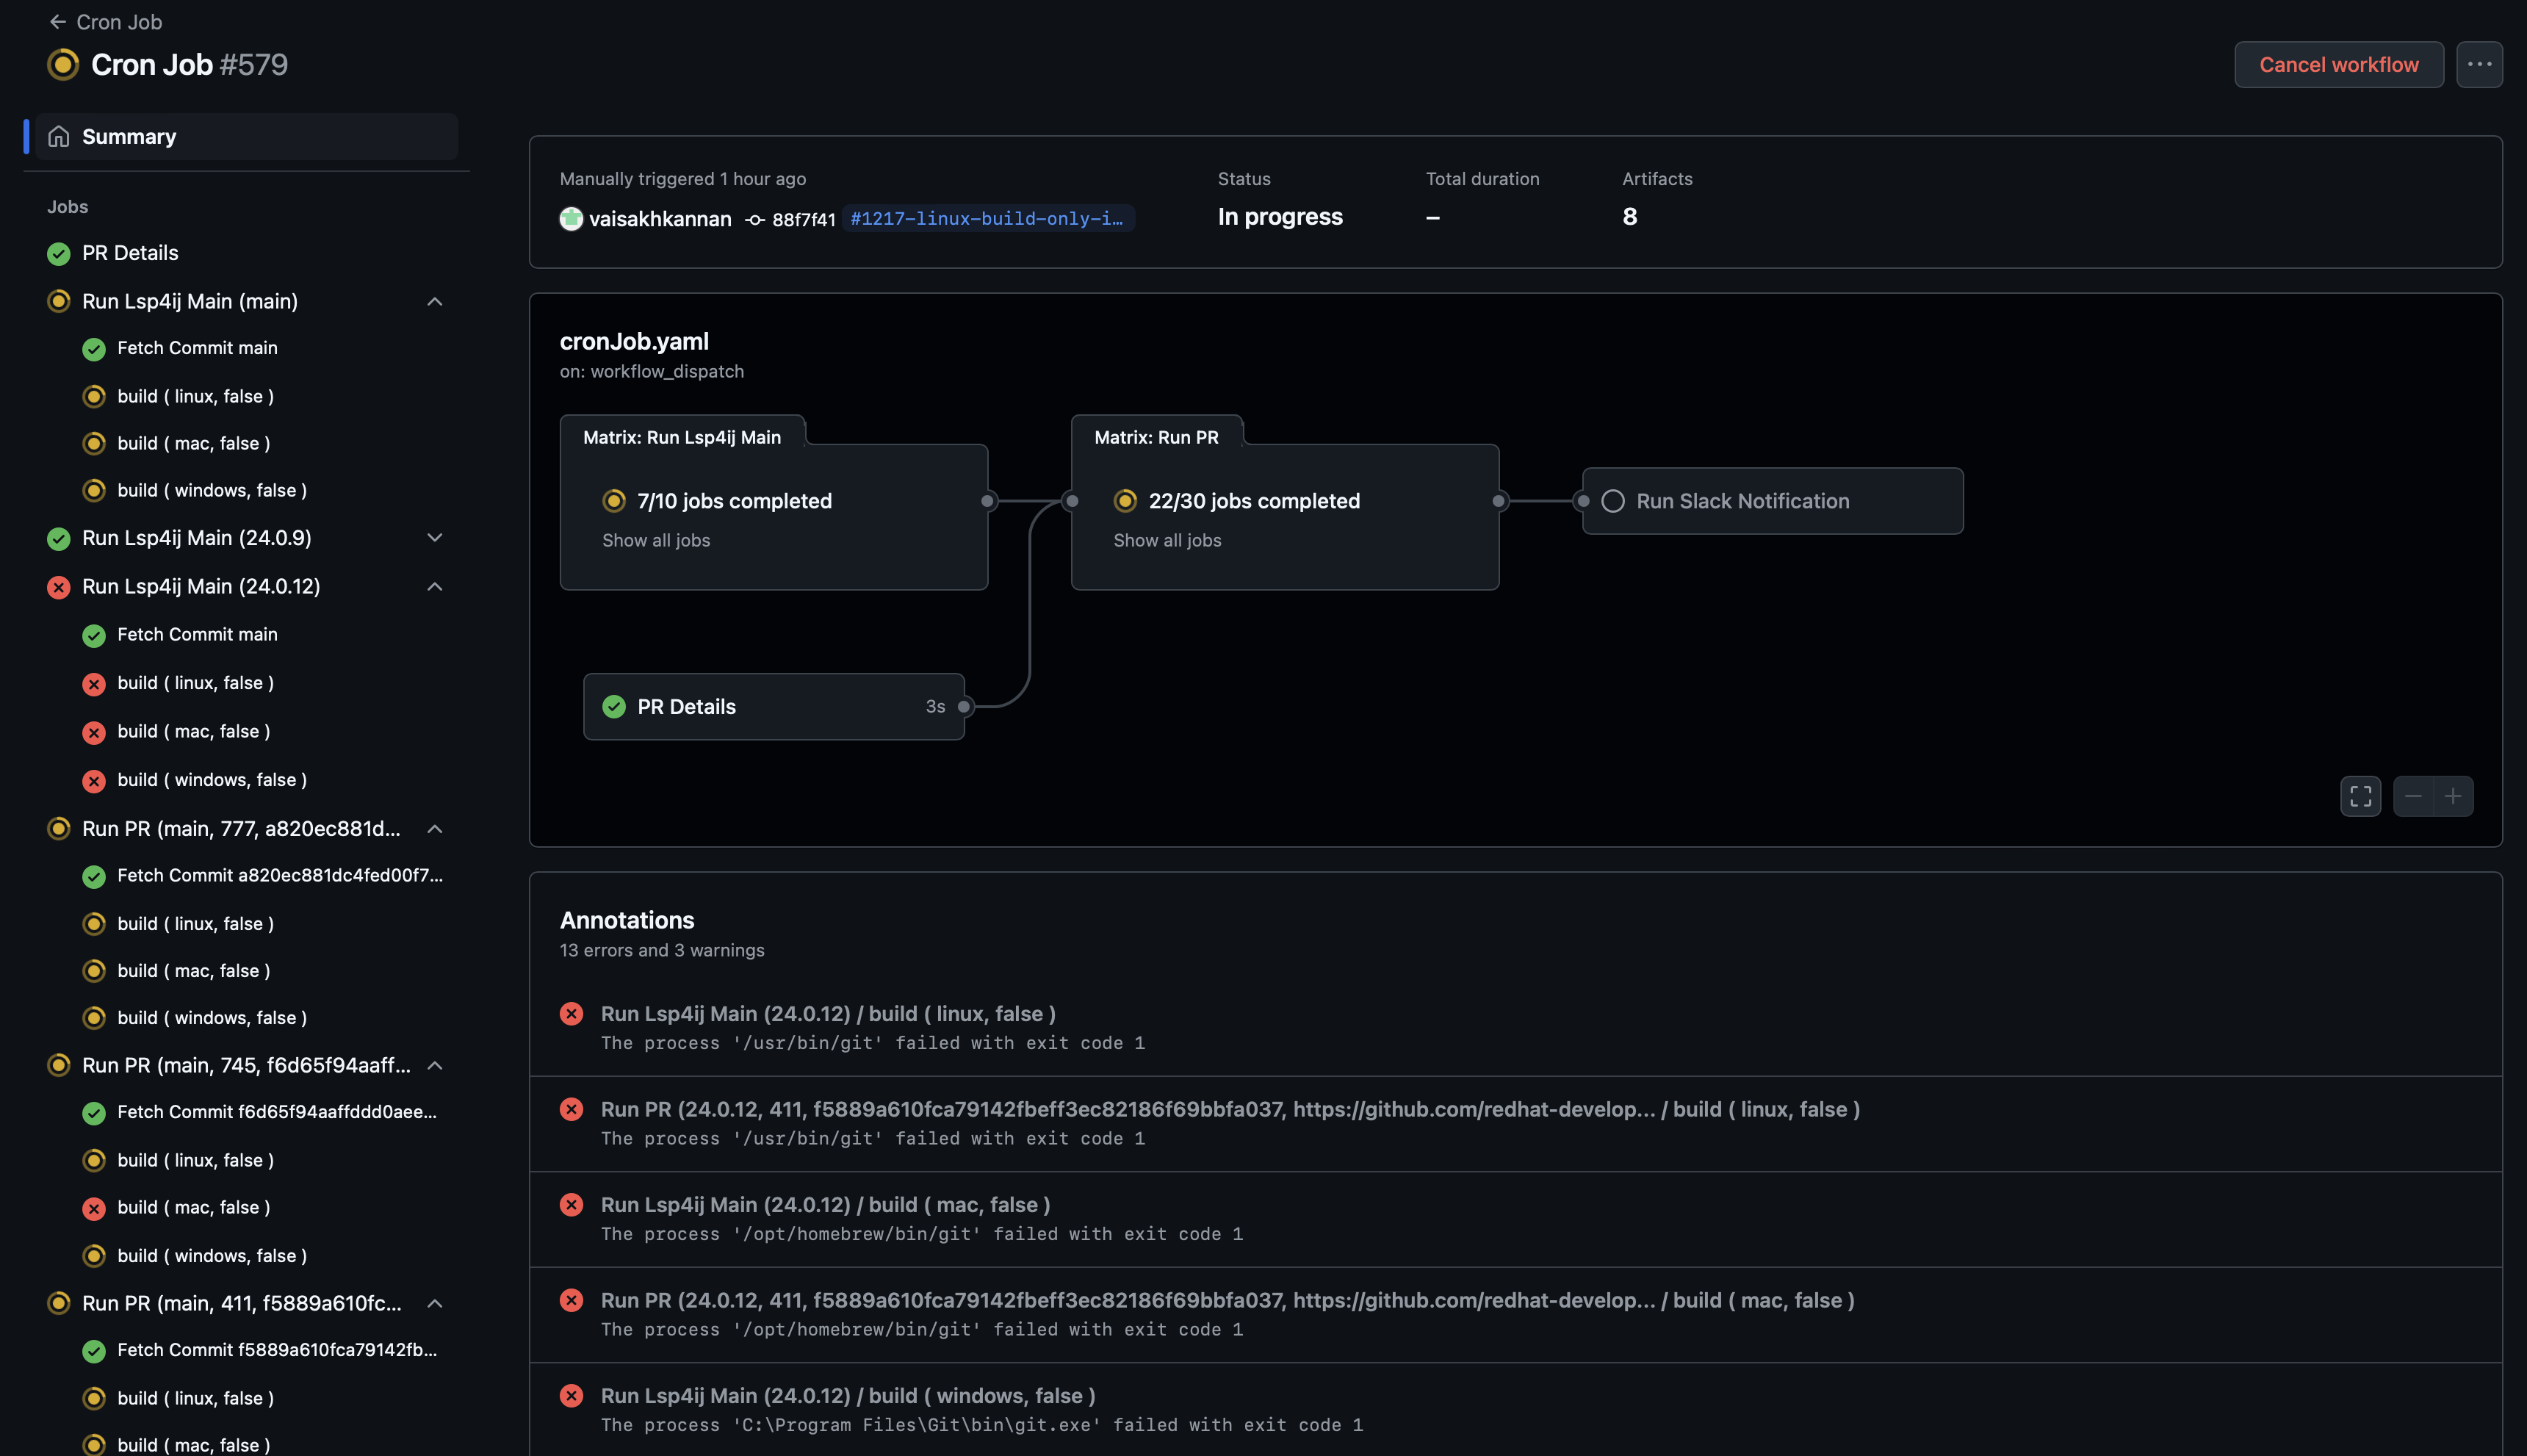 Cron Job
Cron Job #579
Cancel workflow
Summary
Jobs
PR Details
Run Lsp4ij Main (main)
Fetch Commit main
build ( linux, false )
build ( mac, false )
build ( windows, false )
Run Lsp4ij Main (24.0.9)
Run Lsp4ij Main (24.0.12)
Fetch Commit main
build ( linux, false )
build ( mac, false )
build ( windows, false )
Run PR (main, 777, a820ec881d...
Fetch Commit a820ec881dc4fed00f7...
build ( linux, false )
build ( mac, false )
build ( windows, false )
Run PR (main, 745, f6d65f94aaff...
Fetch Commit f6d65f94aaffddd0aee...
build ( linux, false )
build ( mac, false )
build ( windows, false )
Run PR (main, 411, f5889a610fc...
Fetch Commit f5889a610fca79142fb...
build ( linux, false )
build ( mac, false )
Manually triggered 1 hour ago
vaisakhkannan 88f7f41 #1217-linux-build-only-i...
Status
In progress
Total duration
–
Artifacts
8
cronJob.yaml
on: workflow_dispatch
Matrix: Run Lsp4ij Main
7/10 jobs completed
Show all jobs
Matrix: Run PR
22/30 jobs completed
Show all jobs
Run Slack Notification
PR Details 3s
Annotations
13 errors and 3 warnings
Run Lsp4ij Main (24.0.12) / build ( linux, false )
The process '/usr/bin/git' failed with exit code 1
Run PR (24.0.12, 411, f5889a610fca79142fbeff3ec82186f69bbfa037, https://github.com/redhat-develop... / build ( linux, false )
The process '/usr/bin/git' failed with exit code 1
Run Lsp4ij Main (24.0.12) / build ( mac, false )
The process '/opt/homebrew/bin/git' failed with exit code 1
Run PR (24.0.12, 411, f5889a610fca79142fbeff3ec82186f69bbfa037, https://github.com/redhat-develop... / build ( mac, false )
The process '/opt/homebrew/bin/git' failed with exit code 1
Run Lsp4ij Main (24.0.12) / build ( windows, false )
The process 'C:\Program Files\Git\bin\git.exe' failed with exit code 1